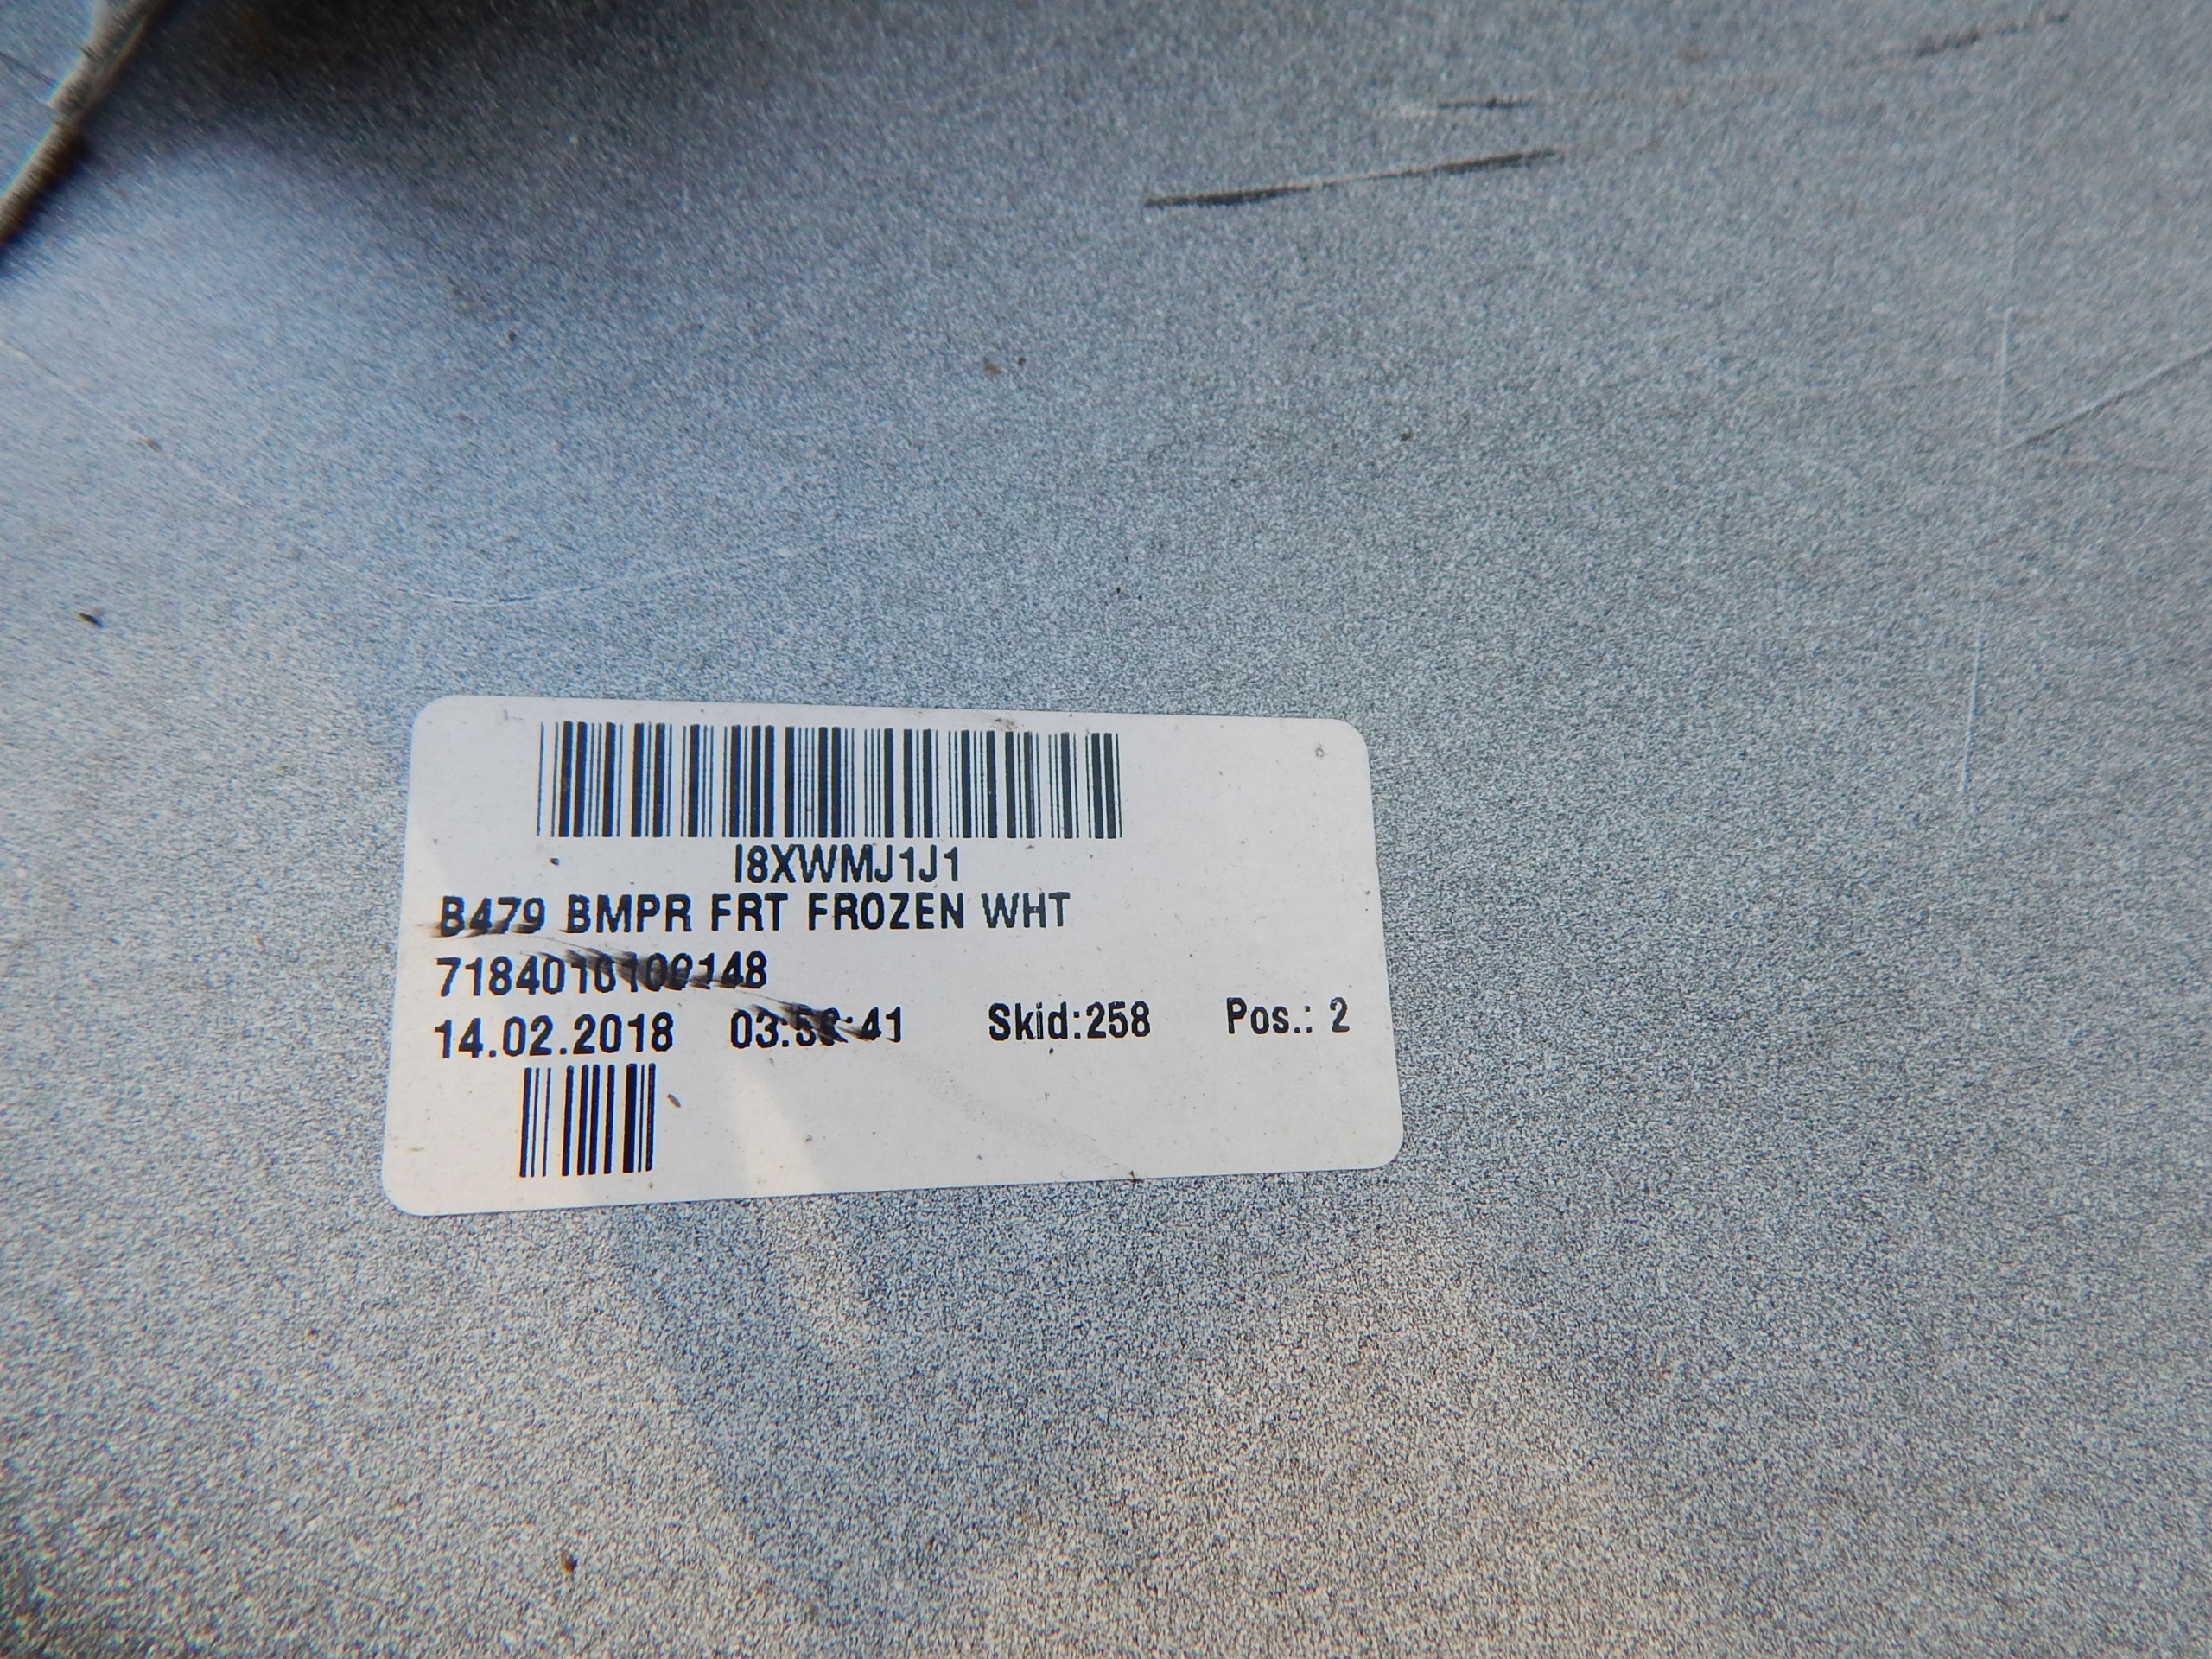 I8XWMJ1J1
B479 BMPR FRT FROZEN WHT
14.02.2018 Skid:258 Pos.: 2